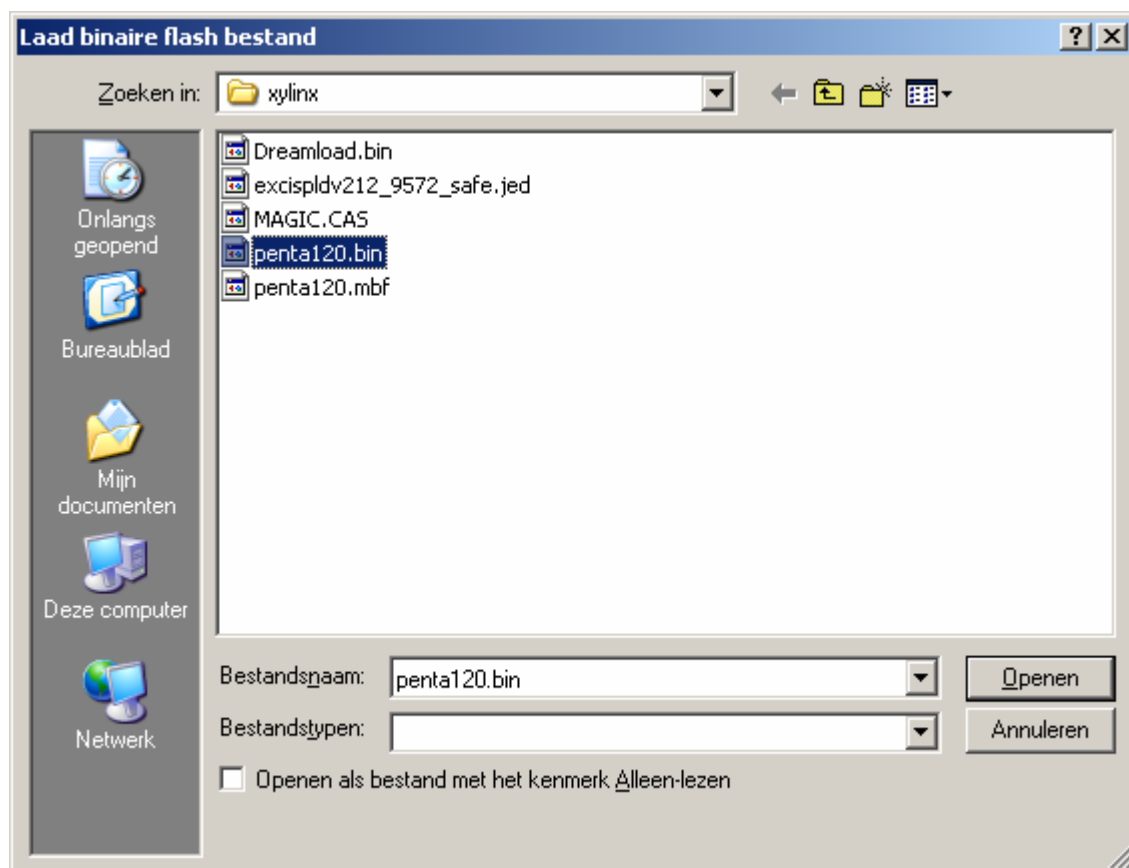 Laad binaire flash bestand
Zoeken in:
xylinx
Dreamload.bin
excispldv212_9572_safe.jed
MAGIC.CAS
penta120.bin
penta120.mbf
Onlangs
geopend
Bureaublad
Mijn
documenten
Deze computer
Netwerk
Bestandsnaam:
penta120.bin
Openen
Bestandstypen:
Annuleren
Openen als bestand met het kenmerk Alleen-lezen